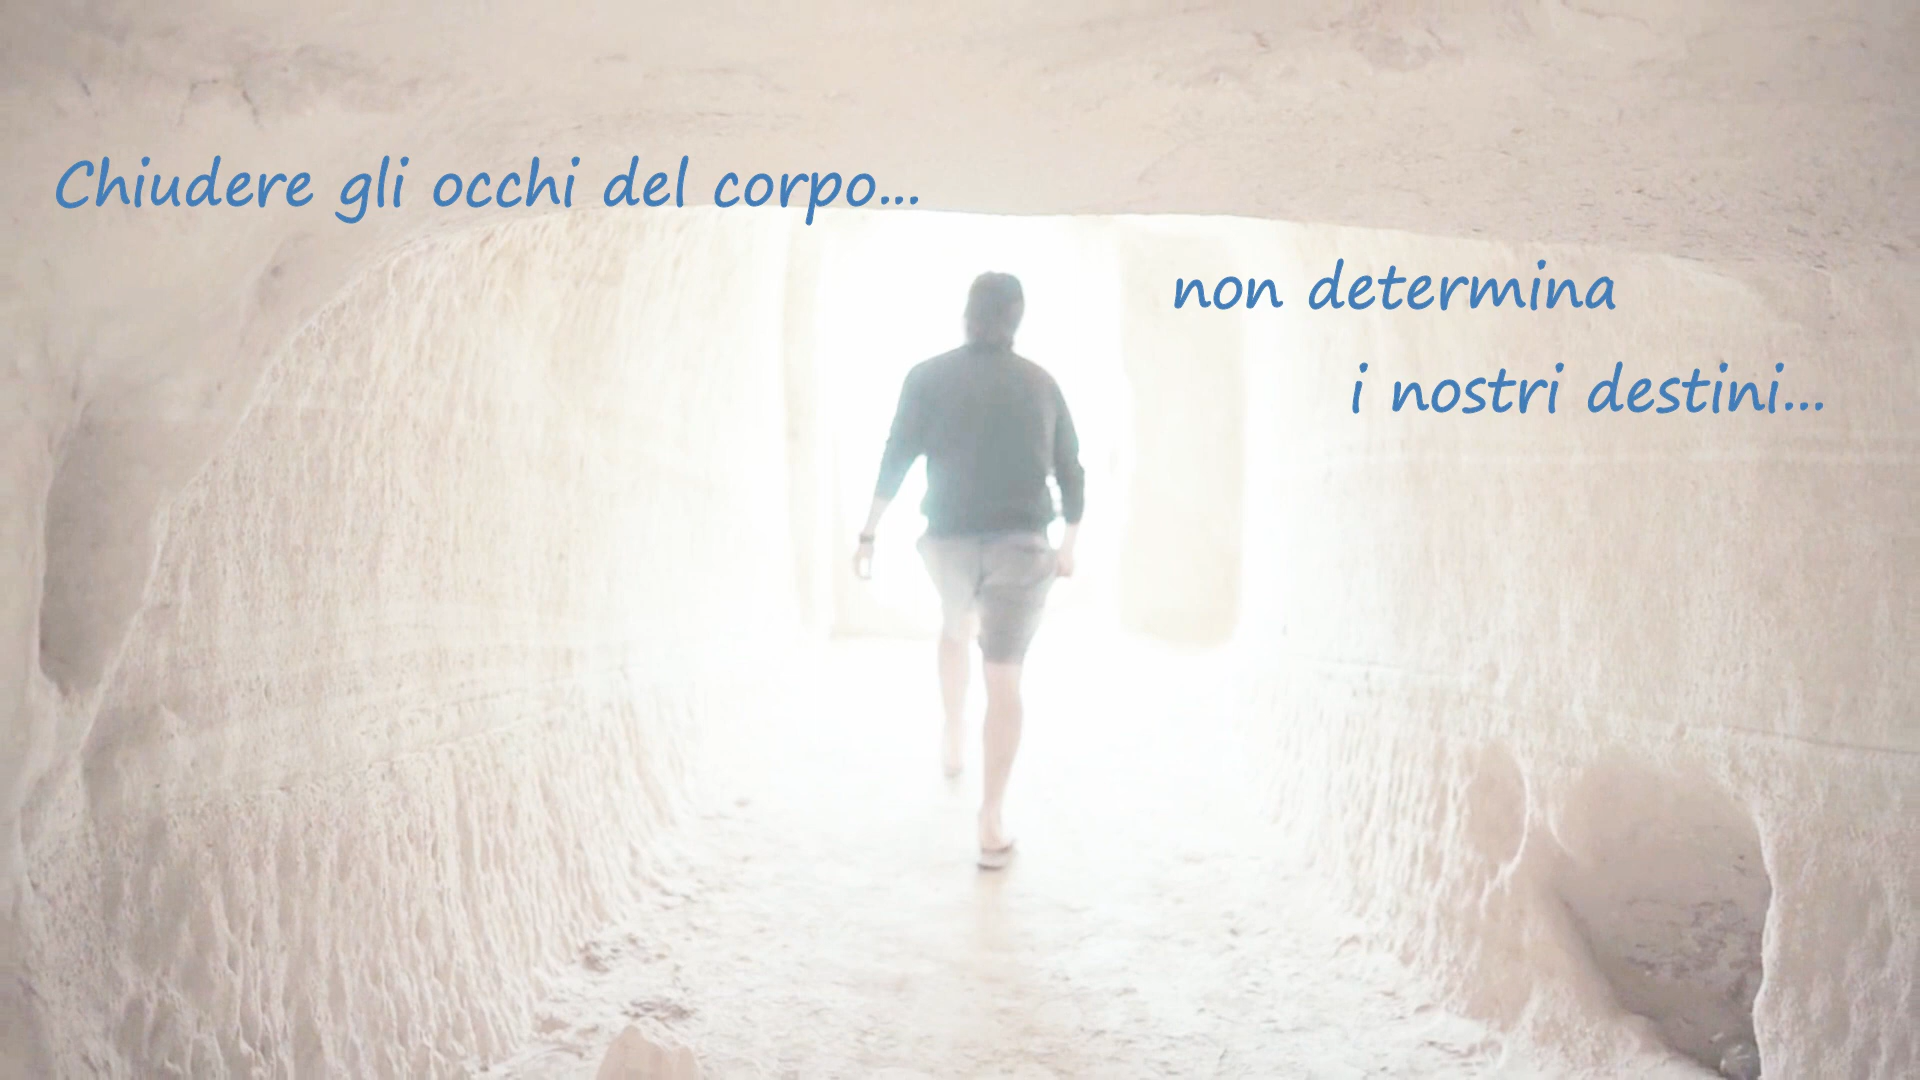 Chiudere gli occhi del corpo...
non determina
i nostri destini...